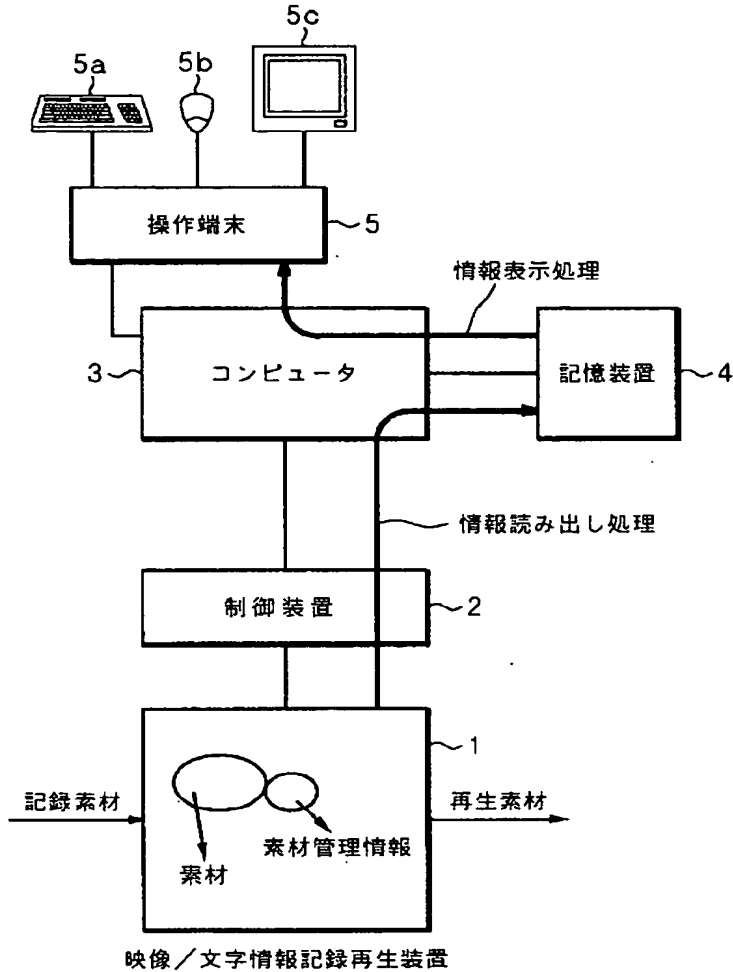 5c
5a
5b
操作端末
5
情報表示処理
3
コンピュータ
記憶装置
4
情報読み出し処理
制御装置
2
1
記録素材
再生素材
素材管理情報
素材
映像／文字情報記録再生装置